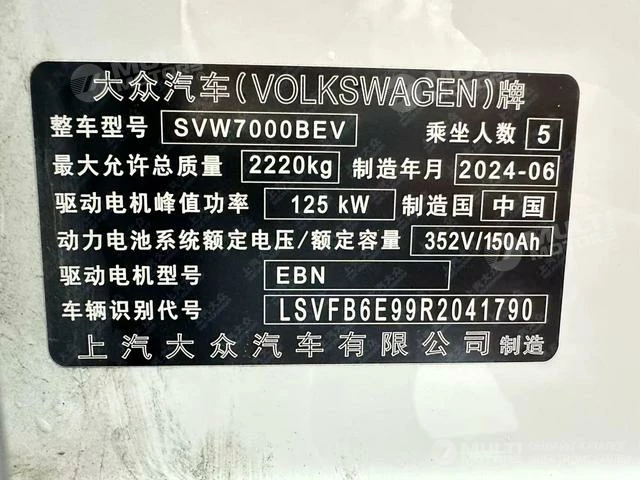 MULTI MOTORS
大众汽车(VOLKSWAGEN)牌
整车型号 SVW7000BEV 乘坐人数 5
最大允许总质量 2220kg 制造年月 2024-06
驱动电机峰值功率 125 kW 制造国 中国
动力电池系统额定电压/额定容量 352V/150Ah
驱动电机型号 EBN
车辆识别代号 LSVFB6E99R2041790
上汽大众汽车有限公司 制造
MULTI